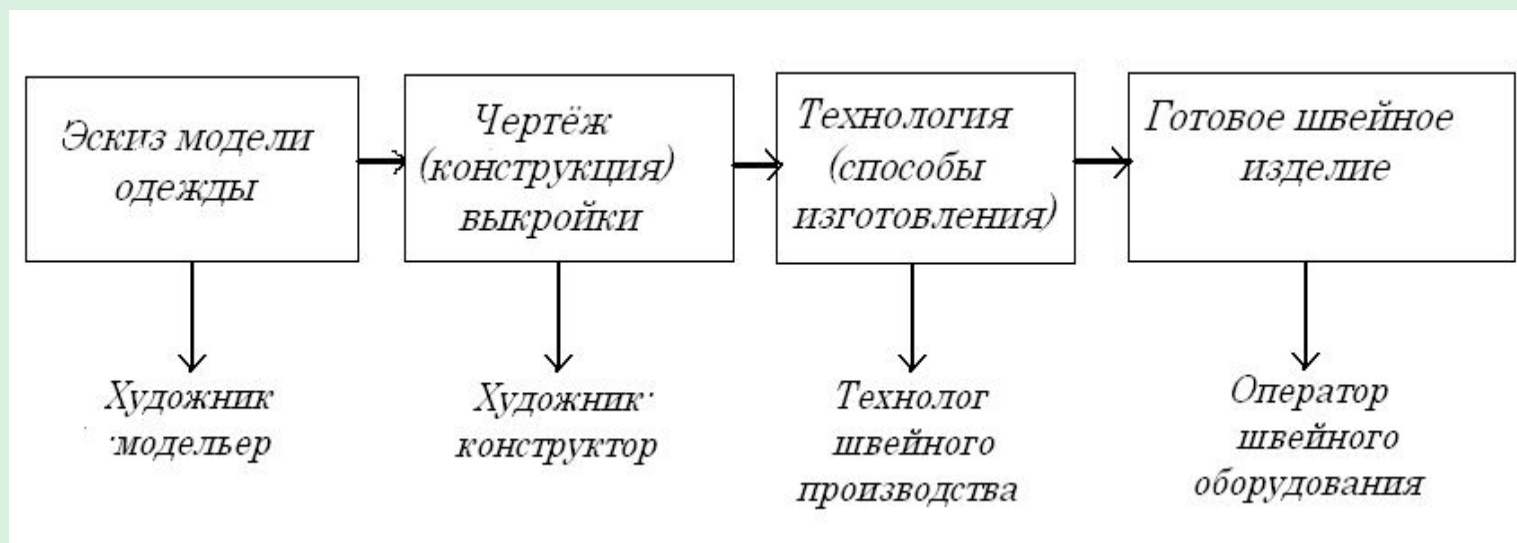 Эскиз модели
одежды
Чертёж
(конструкция)
выкройки
Технология
(способы
изготовления)
Готовое швейное
изделие
Художник
·модельер
Художник·
конструктор
Технолог
швейного
производства
Оператор
швейного
оборудования